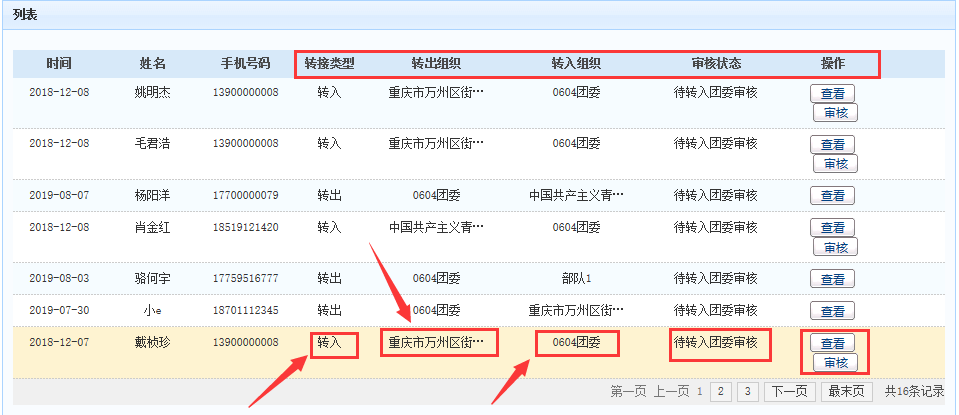 列表
时间 姓名 手机号码 转接类型 转出组织 转入组织 审核状态 操作
2018-12-08 姚明杰 13900000008 转入 重庆市万州区街… 0604团委 待转入团委审核 查看
审核
2018-12-08 毛君浩 13900000008 转入 重庆市万州区街… 0604团委 待转入团委审核 查看
审核
2019-08-07 杨阳洋 17700000079 转出 0604团委 中国共产主义青… 待转入团委审核 查看
2018-12-08 肖金红 18519121420 转入 中国共产主义青… 0604团委 待转入团委审核 查看
审核
2019-08-03 骆何宇 17759516777 转出 0604团委 部队1 待转入团委审核 查看
2019-07-30 小e 18701112345 转出 0604团委 重庆市万州区街… 待转入团委审核 查看
2018-12-07 戴桢珍 13900000008 转入 重庆市万州区街… 0604团委 待转入团委审核 查看
审核
第一页 上一页 1 2 3 下一页 最末页 共16条记录